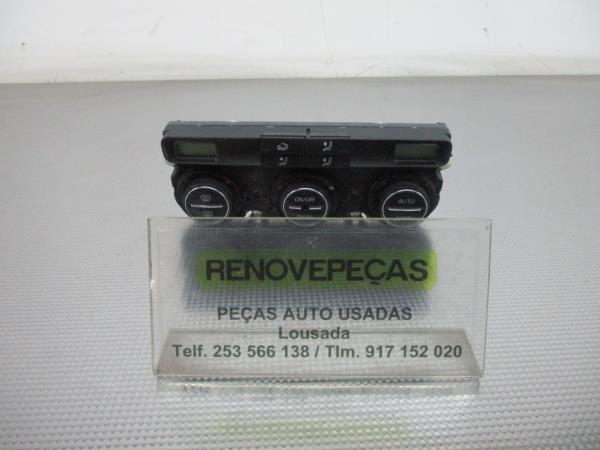 ON/OFF
AUTO
RENOVEPEÇAS
PEÇAS AUTO USADAS
Lousada
Telf. 253 566 138 / Tlm. 917 152 020